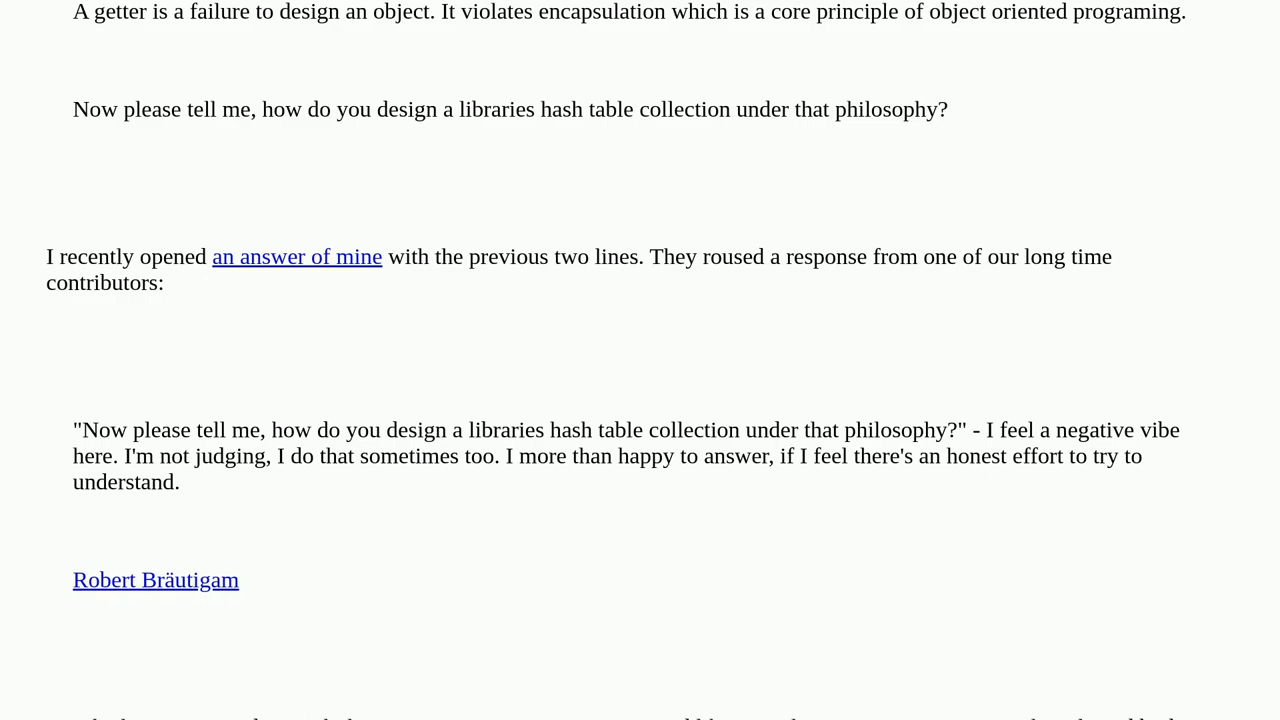 A getter is a failure to design an object. It violates encapsulation which is a core principle of object oriented programing.
Now please tell me, how do you design a libraries hash table collection under that philosophy?
I recently opened an answer of mine with the previous two lines. They roused a response from one of our long time
contributors:
"Now please tell me, how do you design a libraries hash table collection under that philosophy?" - I feel a negative vibe
here. I'm not judging, I do that sometimes too. I more than happy to answer, if I feel there's an honest effort to try to
understand.
Robert Bräutigam